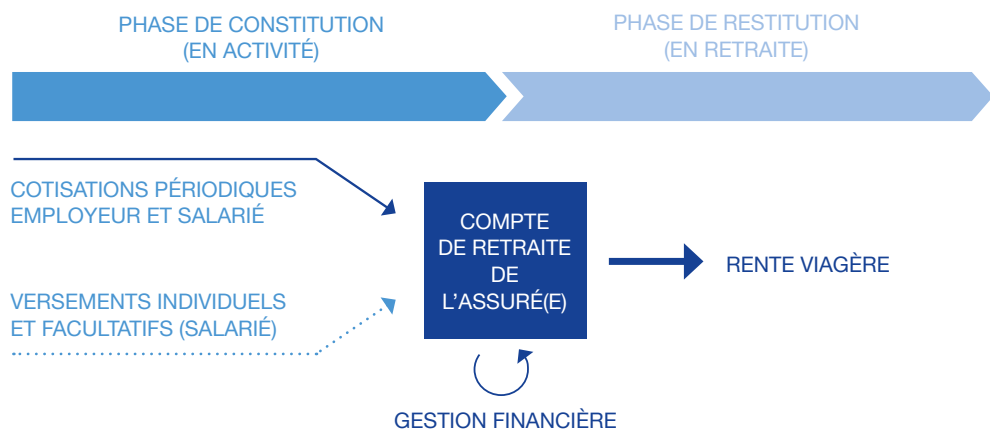 PHASE DE CONSTITUTION
(EN ACTIVITÉ)
PHASE DE RESTITUTION
(EN RETRAITE)
COTISATIONS PÉRIODIQUES
EMPLOYEUR ET SALARIÉ
VERSEMENTS INDIVIDUELS
ET FACULTATIFS (SALARIÉ)
COMPTE
DE RETRAITE
DE
L'ASSURÉ(E)
RENTE VIAGÈRE
GESTION FINANCIÈRE